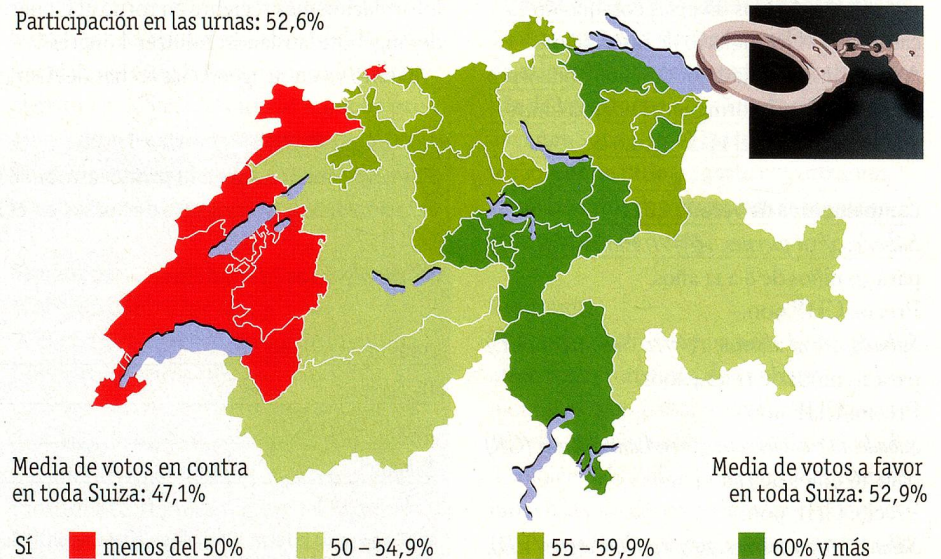 Participación en las urnas: 52,6%
Media de votos en contra
en toda Suiza: 47,1%
Media de votos a favor
en toda Suiza: 52,9%
Sí menos del 50% 50 – 54,9% 55 – 59,9% 60% y más